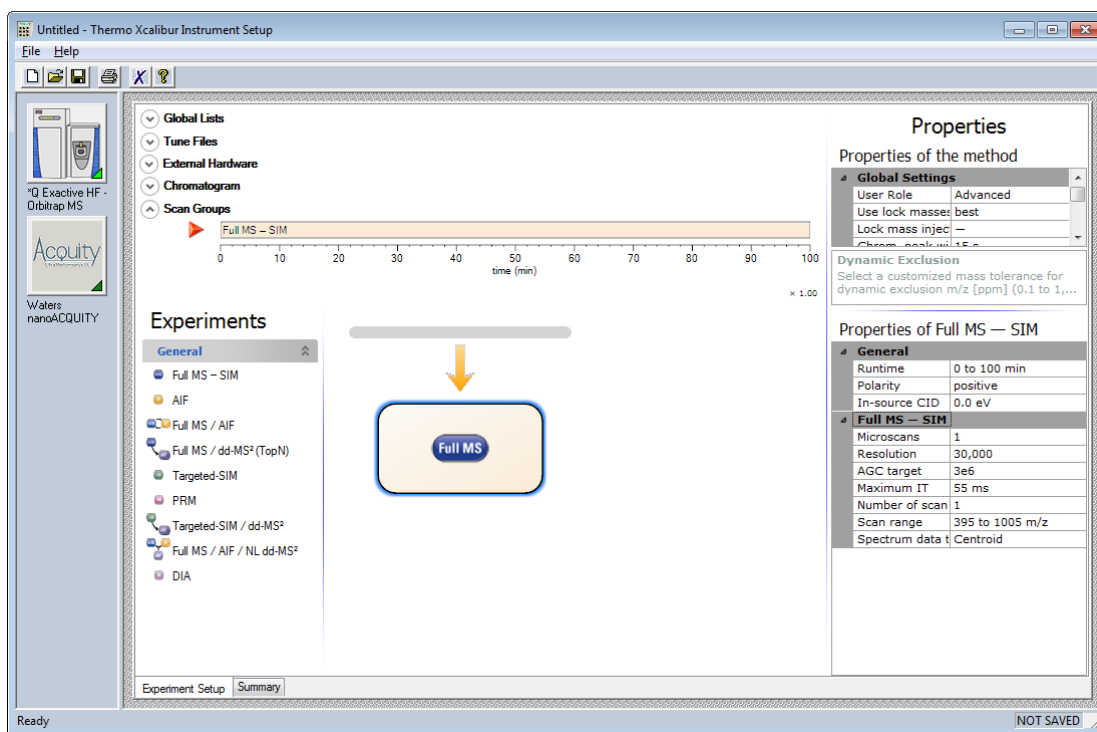 Untitled - Thermo Xcalibur Instrument Setup
File Help
*Q Exactive HF -
Orbitrap MS
Acquity
Waters
nanoACQUITY
Global Lists
Tune Files
External Hardware
Chromatogram
Scan Groups
Full MS – SIM
0 10 20 30 40 50 60 70 80 90 100
time (min)
× 1.00
Experiments
General
Full MS – SIM
AIF
Full MS / AIF
Full MS / dd-MS² (TopN)
Targeted-SIM
PRM
Targeted-SIM / dd-MS²
Full MS / AIF / NL dd-MS²
DIA
Full MS
Properties
Properties of the method
Global Settings
User Role Advanced
Use lock masses best
Lock mass injec —
Chrom. peak wi 15 s
Dynamic Exclusion
Select a customized mass tolerance for
dynamic exclusion m/z [ppm] (0.1 to 1,...
Properties of Full MS — SIM
General
Runtime 0 to 100 min
Polarity positive
In-source CID 0.0 eV
Full MS — SIM
Microscans 1
Resolution 30,000
AGC target 3e6
Maximum IT 55 ms
Number of scan 1
Scan range 395 to 1005 m/z
Spectrum data t Centroid
Experiment Setup Summary
Ready NOT SAVED